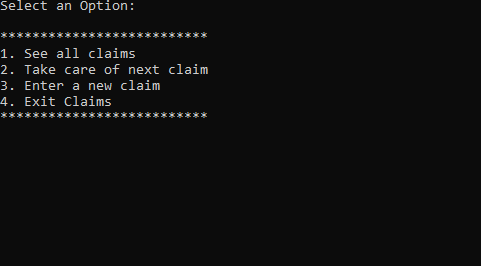 Select an Option:
**************************
1. See all claims
2. Take care of next claim
3. Enter a new claim
4. Exit Claims
**************************